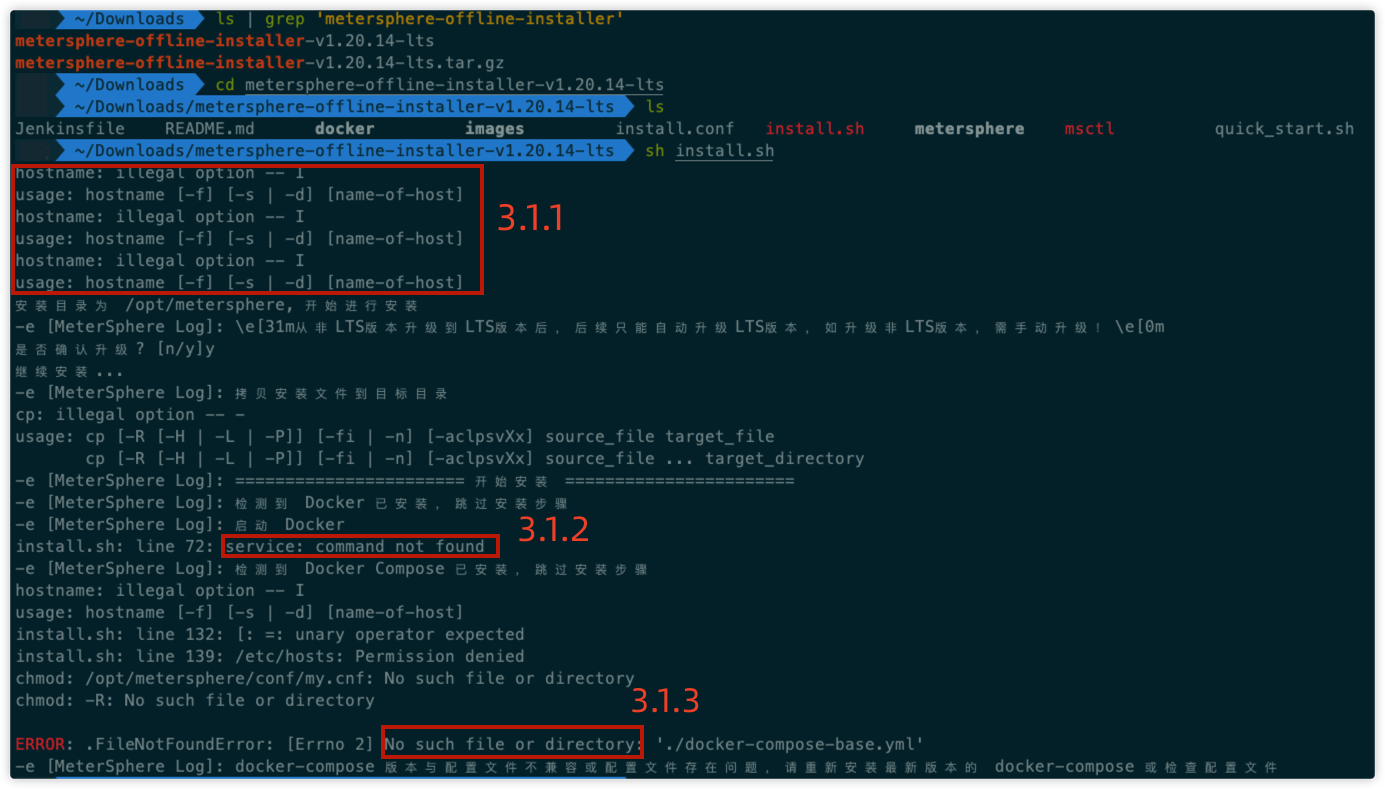 ~/Downloads ls | grep 'metersphere-offline-installer'
metersphere-offline-installer-v1.20.14-lts
metersphere-offline-installer-v1.20.14-lts.tar.gz
~/Downloads cd metersphere-offline-installer-v1.20.14-lts
~/Downloads/metersphere-offline-installer-v1.20.14-lts ls
Jenkinsfile README.md docker images install.conf install.sh metersphere msctl quick_start.sh
~/Downloads/metersphere-offline-installer-v1.20.14-lts sh install.sh
hostname: illegal option -- I
usage: hostname [-f] [-s | -d] [name-of-host]
hostname: illegal option -- I
3.1.1
usage: hostname [-f] [-s | -d] [name-of-host]
hostname: illegal option -- I
usage: hostname [-f] [-s | -d] [name-of-host]
安装目录为 /opt/metersphere, 开始进行安装
-e [MeterSphere Log]: \e[31m从非LTS版本升级到LTS版本后, 后续只能自动升级LTS版本, 如升级非LTS版本, 需手动升级! \e[0m
是否确认升级? [n/y]y
继续安装...
-e [MeterSphere Log]: 拷贝安装文件到目标目录
cp: illegal option -- -
usage: cp [-R [-H | -L | -P]] [-fi | -n] [-aclpsvXx] source_file target_file
cp [-R [-H | -L | -P]] [-fi | -n] [-aclpsvXx] source_file ... target_directory
-e [MeterSphere Log]: ======================= 开始安装 =======================
-e [MeterSphere Log]: 检测到 Docker 已安装, 跳过安装步骤
-e [MeterSphere Log]: 启动 Docker
3.1.2
install.sh: line 72: service: command not found
-e [MeterSphere Log]: 检测到 Docker Compose 已安装, 跳过安装步骤
hostname: illegal option -- I
usage: hostname [-f] [-s | -d] [name-of-host]
install.sh: line 132: [: =: unary operator expected
install.sh: line 139: /etc/hosts: Permission denied
chmod: /opt/metersphere/conf/my.cnf: No such file or directory
chmod: -R: No such file or directory
3.1.3
ERROR: .FileNotFoundError: [Errno 2] No such file or directory: './docker-compose-base.yml'
-e [MeterSphere Log]: docker-compose 版本与配置文件不兼容或配置文件存在问题, 请重新安装最新版本的 docker-compose 或检查配置文件